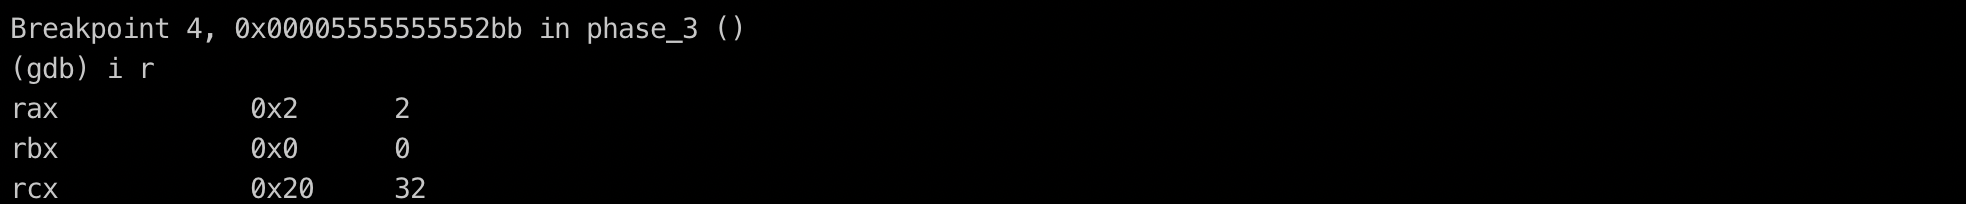 Breakpoint 4, 0x00005555555552bb in phase_3 ()
(gdb) i r
rax            0x2      2
rbx            0x0      0
rcx            0x20     32